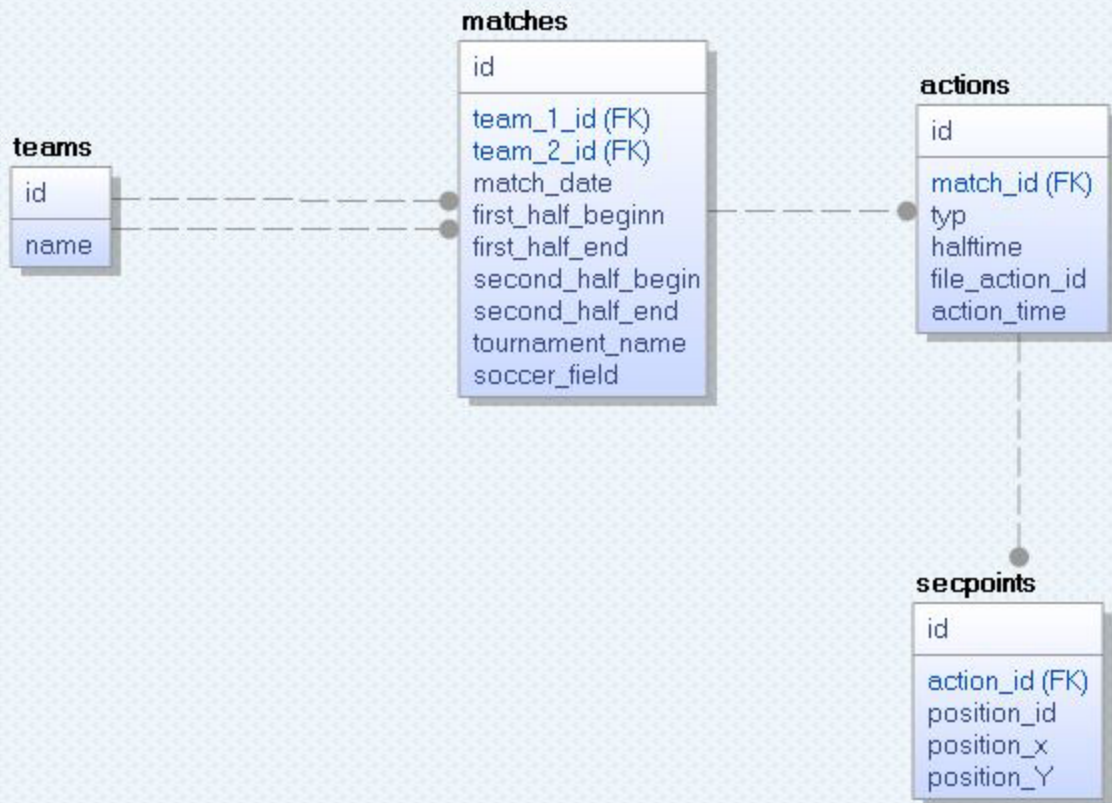 teams
id
name
matches
id
team_1_id (FK)
team_2_id (FK)
match_date
first_half_beginn
first_half_end
second_half_begin
second_half_end
tournament_name
soccer_field
actions
id
match_id (FK)
typ
halftime
file_action_id
action_time
secpoints
id
action_id (FK)
position_id
position_x
position_Y